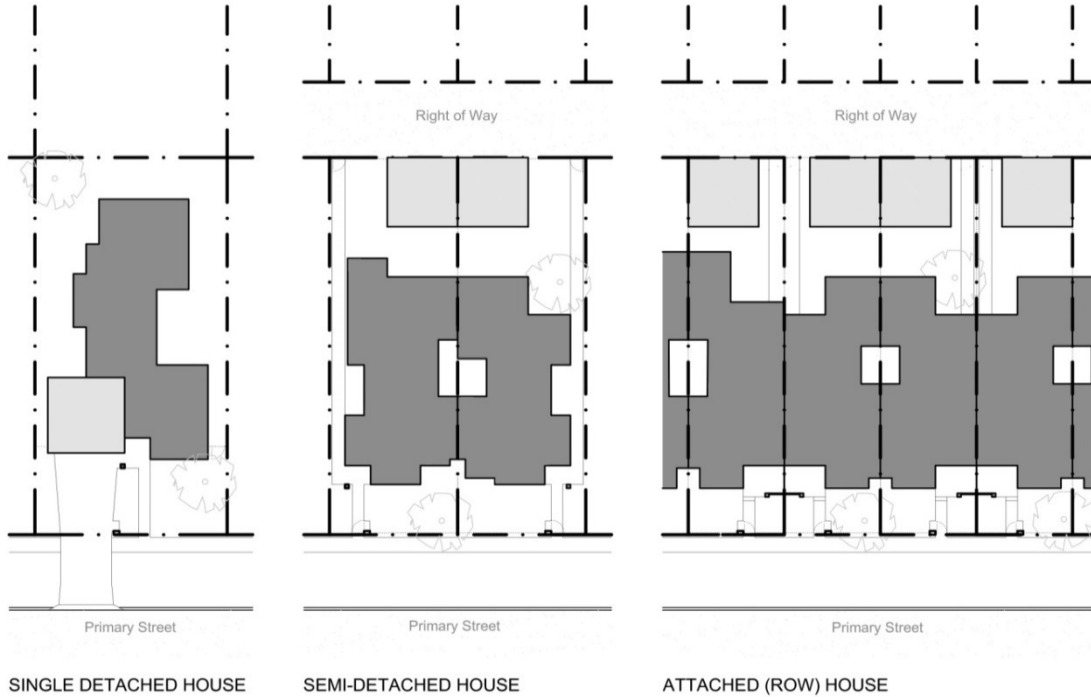 Right of Way
Right of Way
Primary Street
Primary Street
Primary Street
SINGLE DETACHED HOUSE
SEMI-DETACHED HOUSE
ATTACHED (ROW) HOUSE